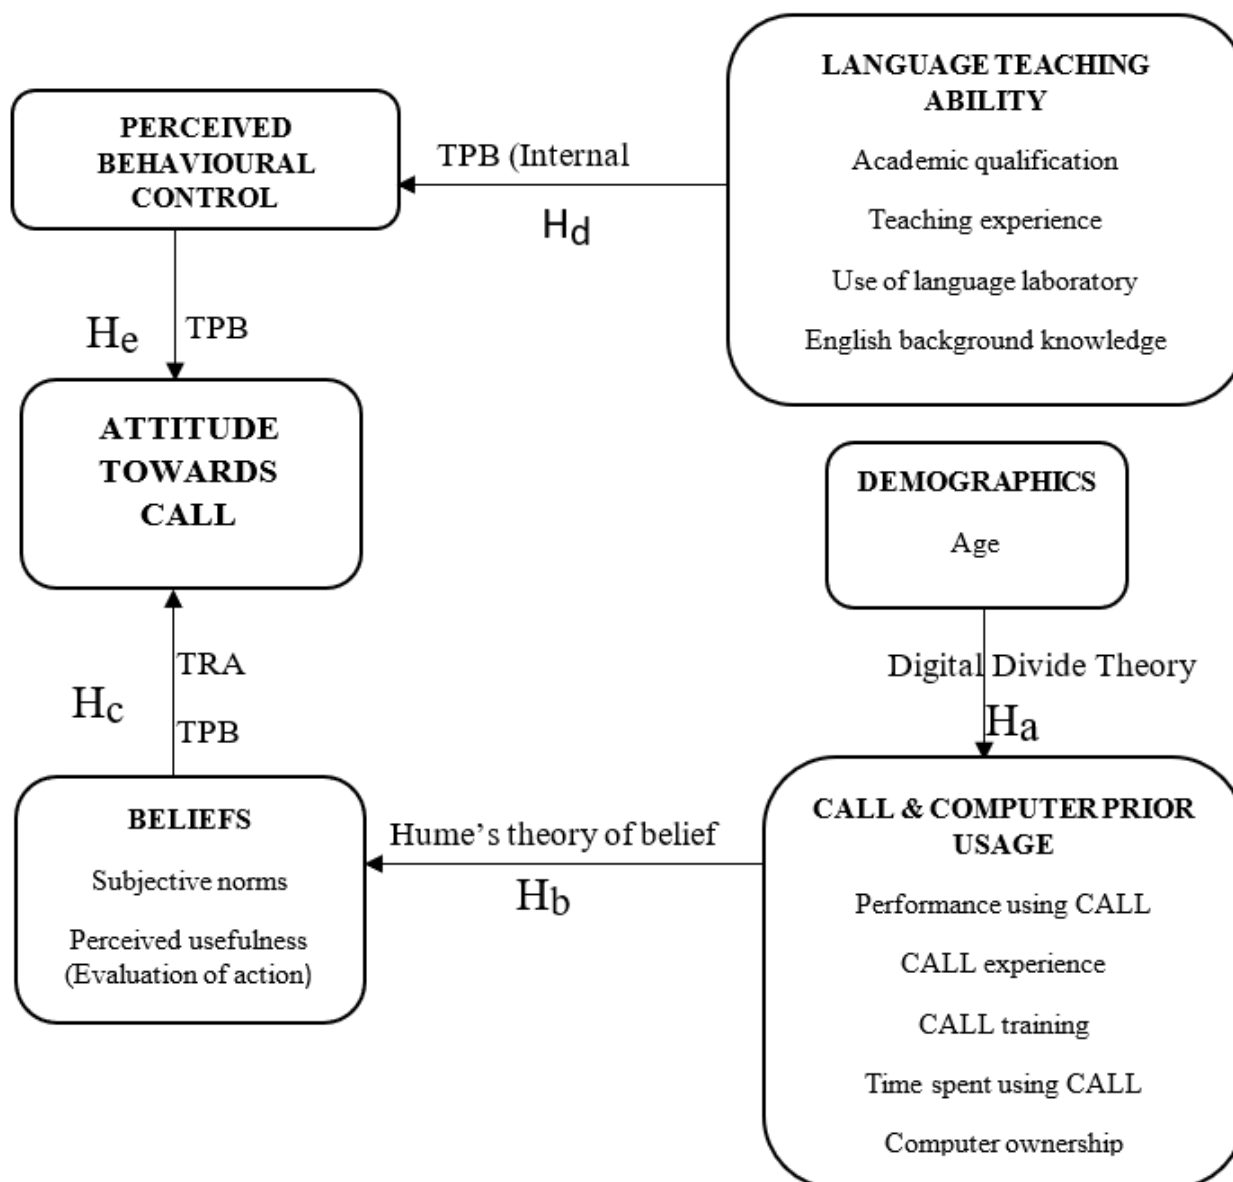 LANGUAGE TEACHING
ABILITY
Academic qualification
Teaching experience
Use of language laboratory
English background knowledge
PERCEIVED
BEHAVIOURAL
CONTROL
TPB (Internal
Hd
He
TPB
ATTITUDE
TOWARDS
CALL
DEMOGRAPHICS
Age
Digital Divide Theory
Ha
TRA
Hc
TPB
BELIEFS
Subjective norms
Perceived usefulness
(Evaluation of action)
Hume's theory of belief
Hb
CALL & COMPUTER PRIOR
USAGE
Performance using CALL
CALL experience
CALL training
Time spent using CALL
Computer ownership